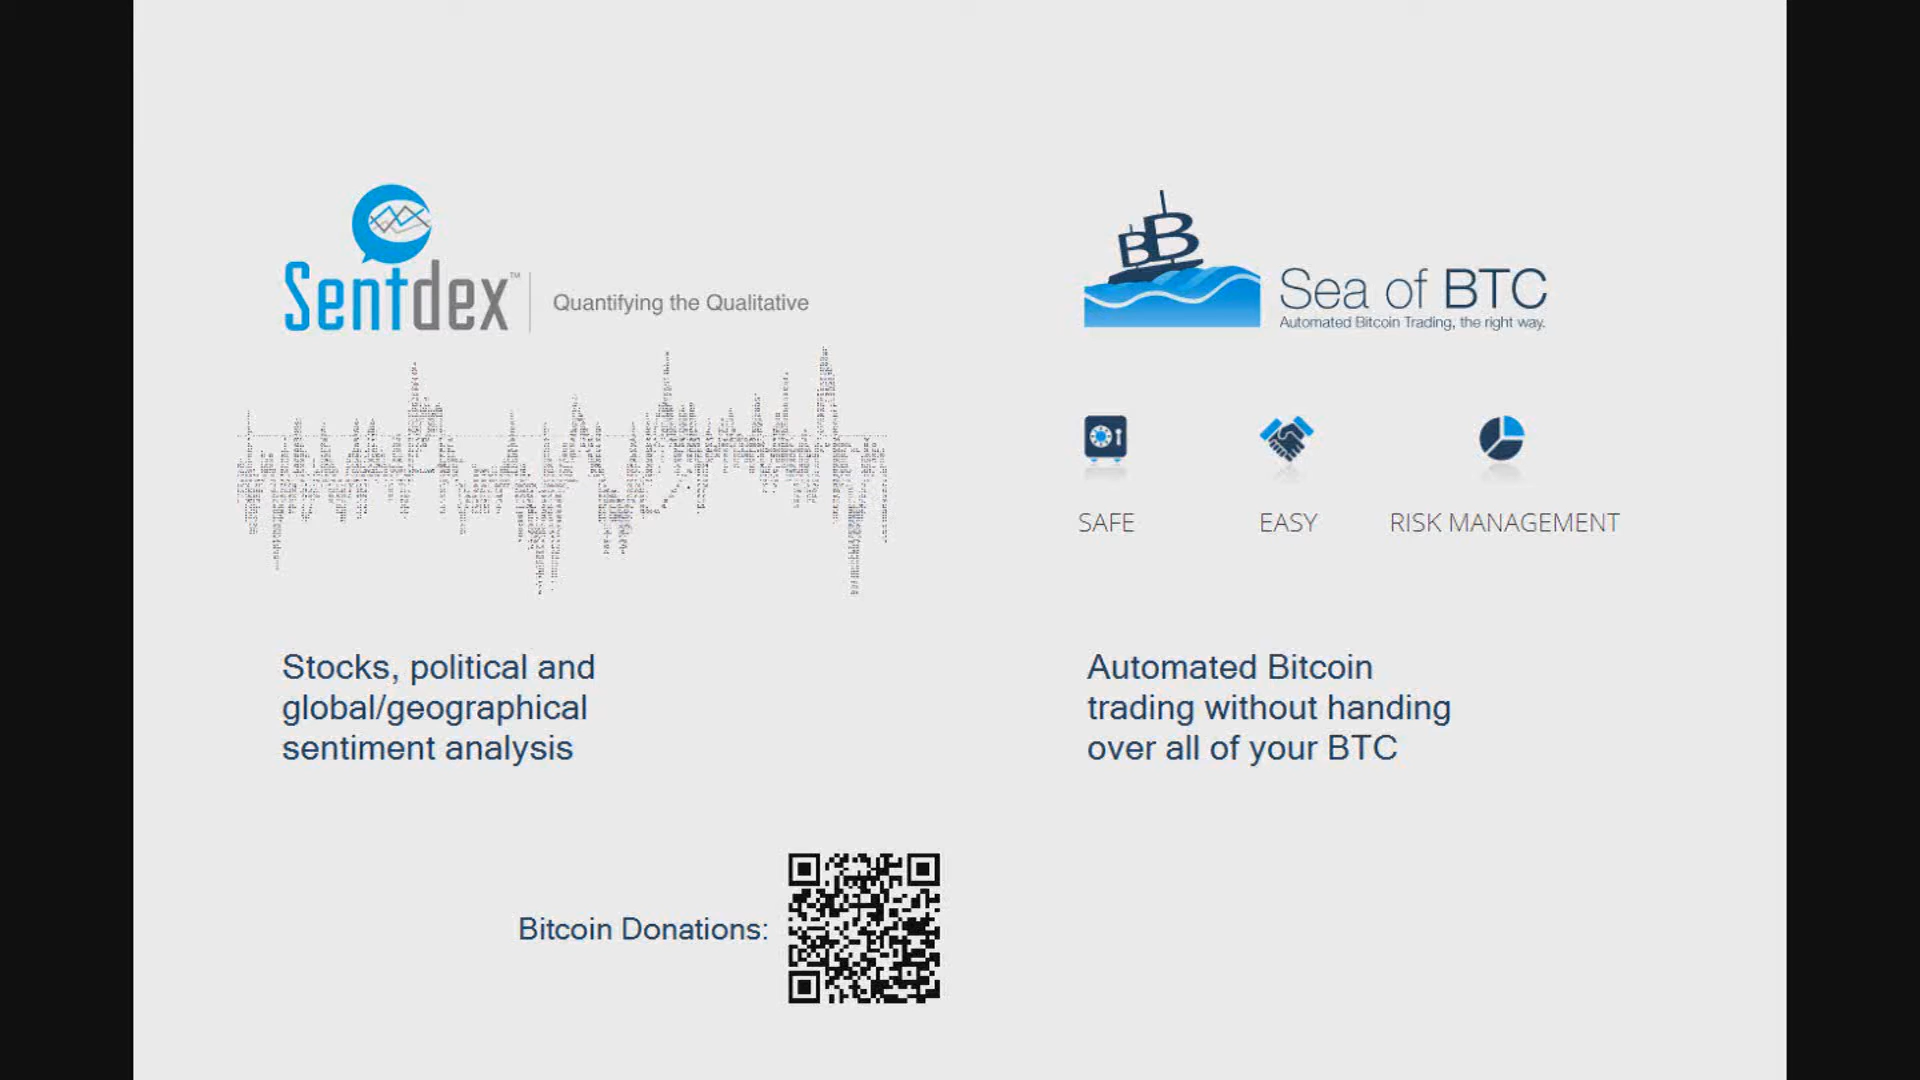 Sentdex™
Quantifying the Qualitative
Sea of BTC
Automated Bitcoin Trading, the right way.
SAFE
EASY
RISK MANAGEMENT
Stocks, political and
global/geographical
sentiment analysis
Automated Bitcoin
trading without handing
over all of your BTC
Bitcoin Donations: